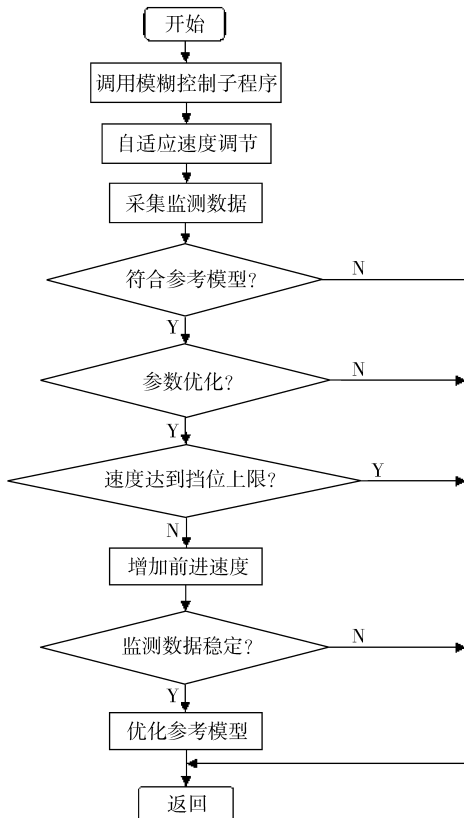 开始
调用模糊控制子程序
自适应速度调节
采集监测数据
符合参考模型?
N
Y
参数优化?
N
Y
速度达到挡位上限?
Y
N
增加前进速度
监测数据稳定?
N
Y
优化参考模型
返回